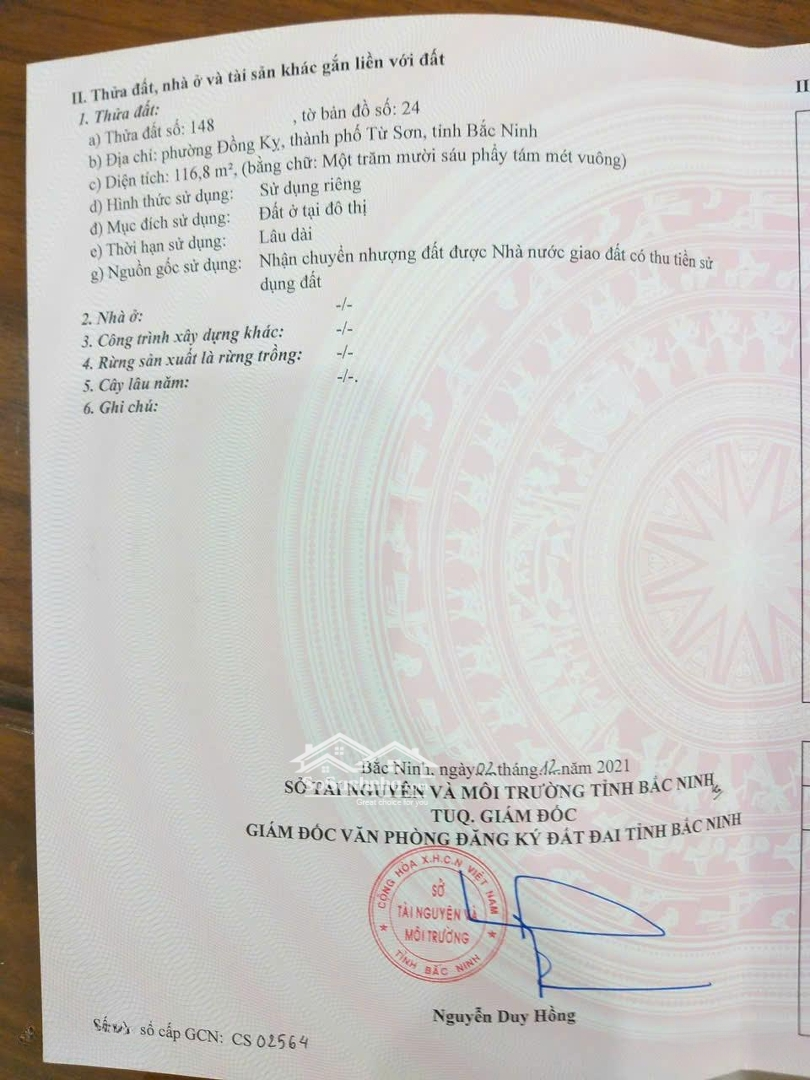 II. Thửa đất, nhà ở và tài sản khác gắn liền với đất
1. Thửa đất:
a) Thửa đất số: 148 , tờ bản đồ số: 24
b) Địa chỉ: phường Đồng Kỵ, thành phố Từ Sơn, tỉnh Bắc Ninh
c) Diện tích: 116,8 m², (bằng chữ: Một trăm mười sáu phẩy tám mét vuông)
d) Hình thức sử dụng: Sử dụng riêng
đ) Mục đích sử dụng: Đất ở tại đô thị
e) Thời hạn sử dụng: Lâu dài
g) Nguồn gốc sử dụng: Nhận chuyển nhượng đất được Nhà nước giao đất có thu tiền sử
dụng đất
2. Nhà ở: -/-
3. Công trình xây dựng khác: -/-
4. Rừng sản xuất là rừng trồng: -/-
5. Cây lâu năm: -/-.
6. Ghi chú:
Bắc Ninh, ngày 02 tháng 12 năm 2021
SỞ TÀI NGUYÊN VÀ MÔI TRƯỜNG TỈNH BẮC NINH
TUQ. GIÁM ĐỐC
GIÁM ĐỐC VĂN PHÒNG ĐĂNG KÝ ĐẤT ĐAI TỈNH BẮC NINH
CỘNG HÒA X.H.C.N VIỆT NAM
SỞ
TÀI NGUYÊN VÀ
MÔI TRƯỜNG
TỈNH BẮC NINH
Nguyễn Duy Hồng
sổ cấp GCN: CS 02564
II
Great choice for you